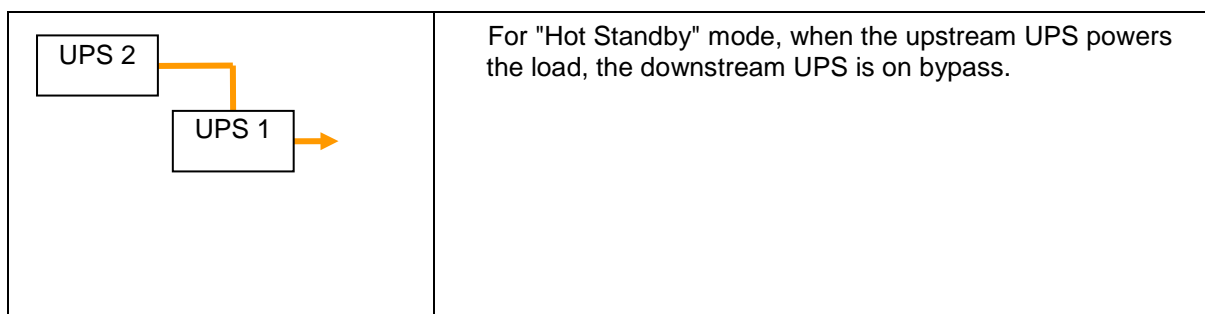 UPS 2
UPS 1
For "Hot Standby" mode, when the upstream UPS powers
the load, the downstream UPS is on bypass.